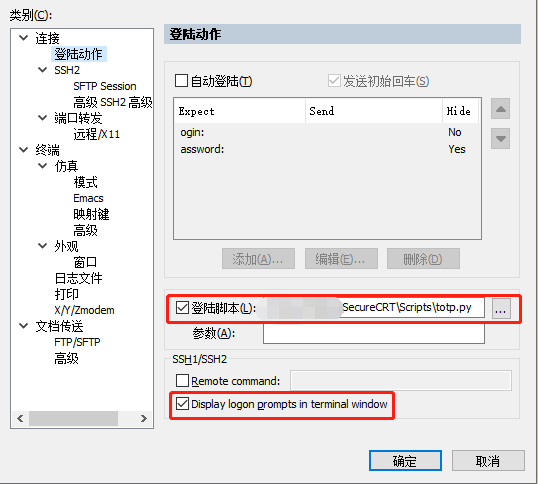 类别(C):
连接
登陆动作
SSH2
SFTP Session
高级 SSH2 高级
端口转发
远程/X11
终端
仿真
模式
Emacs
映射键
高级
外观
窗口
日志文件
打印
X/Y/Zmodem
文档传送
FTP/SFTP
高级
登陆动作
自动登陆(T)
发送初始回车(S)
Expect Send Hide
ogin: No
assword: Yes
添加(A)... 编辑(E)... 删除(D)
登陆脚本(L): SecureCRT\Scripts\totp.py ...
参数(A):
SSH1/SSH2
Remote command:
Display logon prompts in terminal window
确定 取消